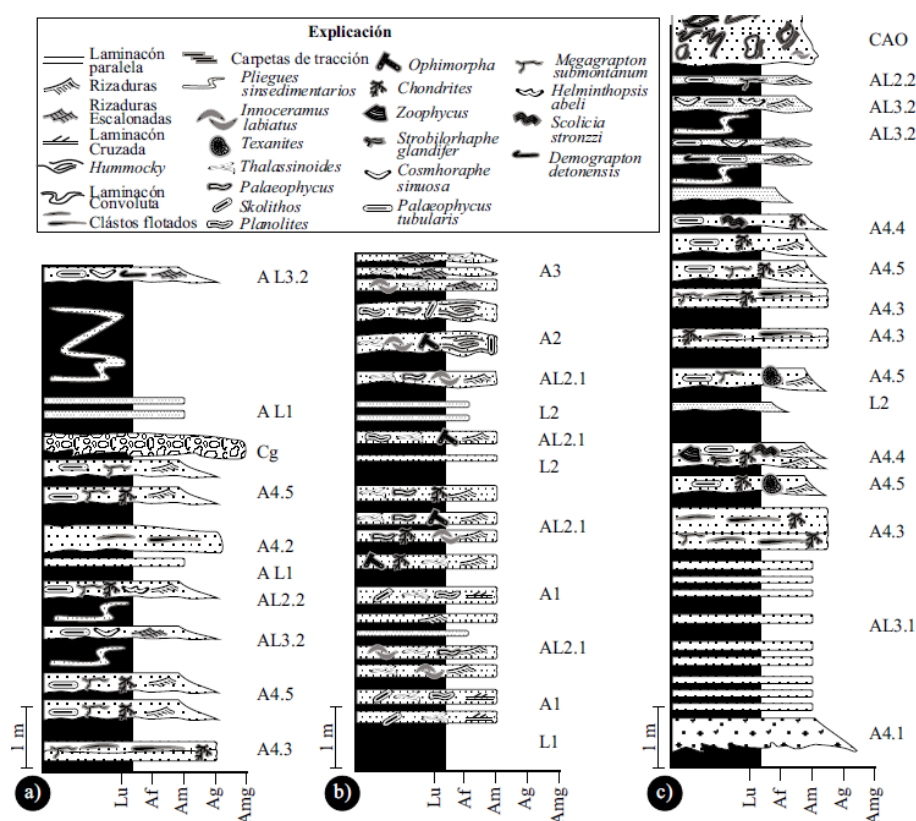 Explicación
Laminacón
paralela
Rizaduras
Rizaduras
Escalonadas
Laminación
Cruzada
Hummocky
Laminación
Convoluta
Clástos flotados
Carpetas de tracción
Pliegues
sinsedimentarios
Innoceramus
labiatus
Texanites
Thalassinoides
Palaeophycus
Skolithos
Planolites
Ophimorpha
Chondrites
Zoophycus
Strobilorhaphe
glandifer
Cosmhoraphe
sinuosa
Palaeophycus
tubularis
Megagrapton
submontanum
Helminthopsis
abeli
Scolicia
stronzzi
Demograpton
detonensis
A L3.2
A L1
Cg
A4.5
A4.2
A L1
AL2.2
AL3.2
A4.5
A4.3
1 m
a)
Lu
Af
Am
Ag
Amg
A3
A2
AL2.1
L2
AL2.1
L2
AL2.1
A1
AL2.1
A1
L1
1 m
b)
Lu
Af
Am
Ag
Amg
CAO
AL2.2
AL3.2
AL3.2
A4.4
A4.5
A4.3
A4.3
A4.5
L2
A4.4
A4.5
A4.3
AL3.1
A4.1
1 m
c)
Lu
Af
Am
Ag
Amg